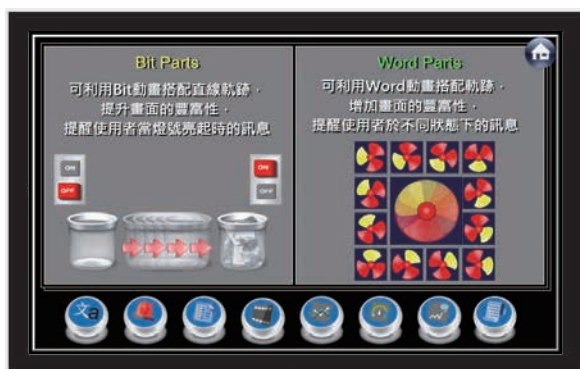 Bit Parts
可利用Bit動畫搭配直線軌跡，
提升畫面的豐富性，
提醒使用者當燈號亮起時的訊息
ON
OFF
ON
OFF
Word Parts
可利用Word動畫搭配軌跡，
增加畫面的豐富性，
提醒使用者於不同狀態下的訊息
文a